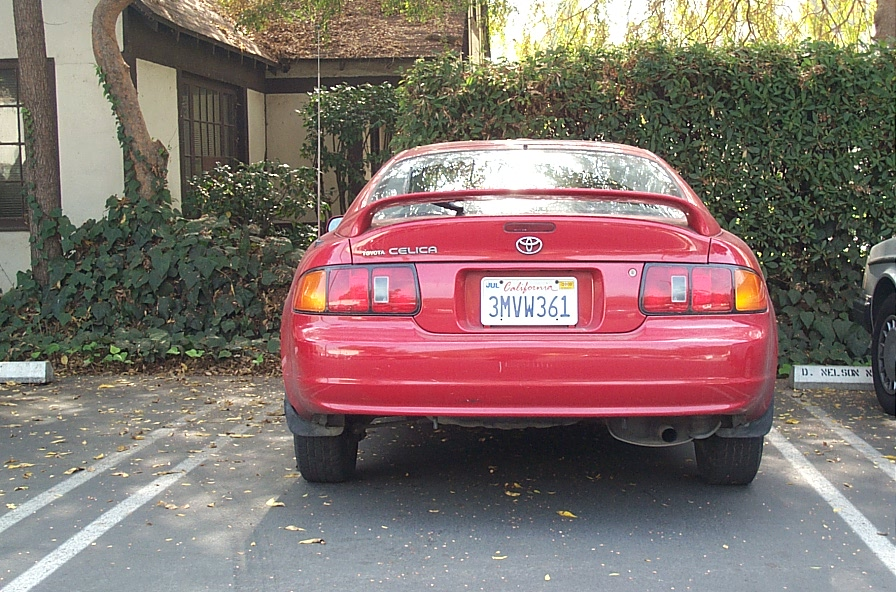 TOYOTA CELICA
JUL California
3MVW361
D. NELSON